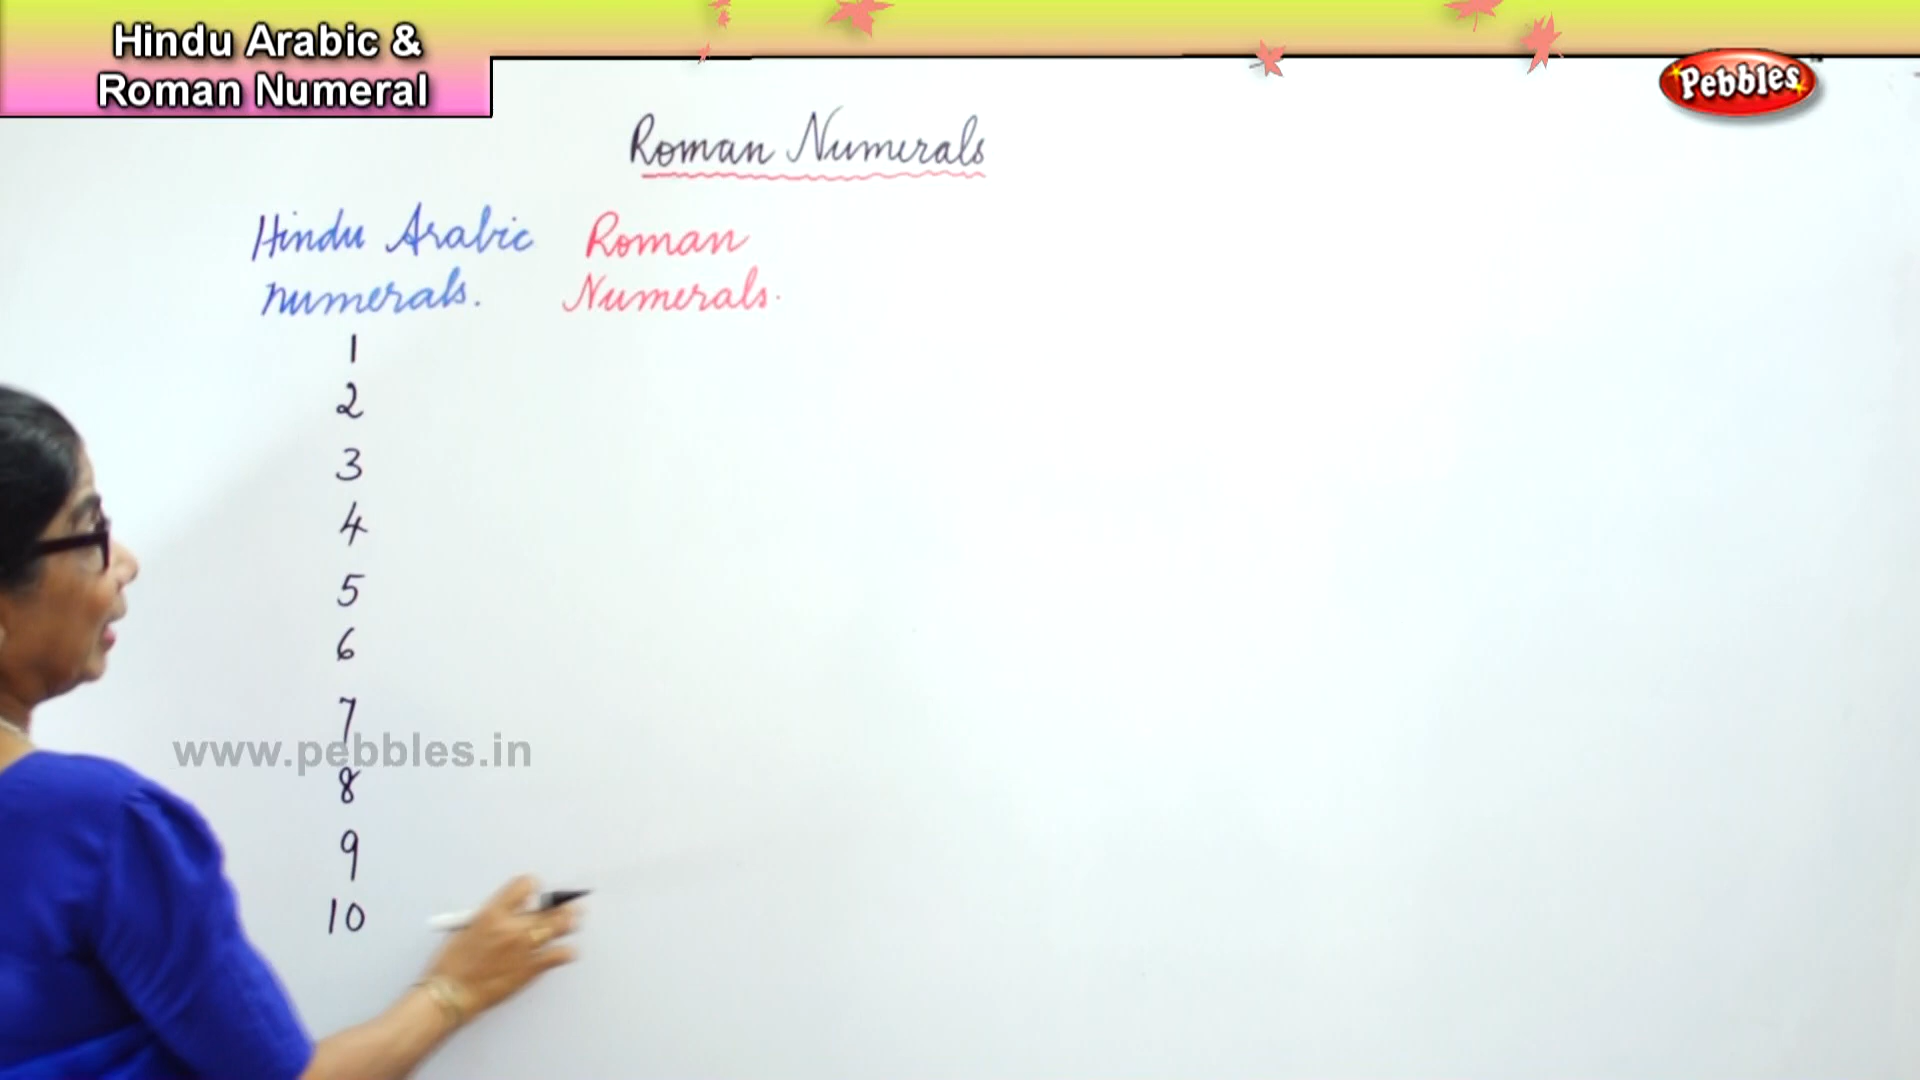 Hindu Arabic &
Roman Numeral
Pebbles
Roman Numerals
Hindu Arabic Roman
numerals. Numerals.
1
2
3
4
5
6
7
www.pebbles.in
8
9
10